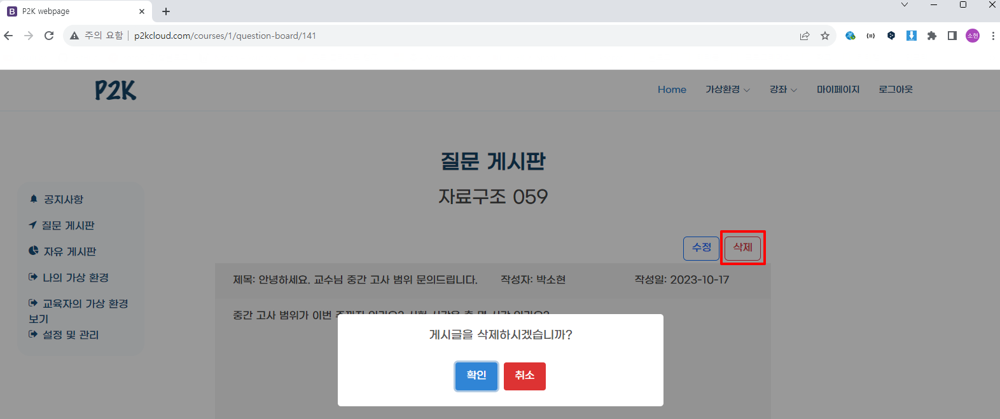 P2K webpage
주의 요함 p2kcloud.com/courses/1/question-board/141
소현
P2K
Home 가상환경 강좌 마이페이지 로그아웃
질문 게시판
자료구조 059
공지사항
질문 게시판
자유 게시판
나의 가상 환경
교육자의 가상 환경
보기
설정 및 관리
수정 삭제
제목: 안녕하세요. 교수님 중간 고사 범위 문의드립니다. 작성자: 박소현 작성일: 2023-10-17
중간 고사 범위가 이번
게시글을 삭제하시겠습니까?
확인 취소